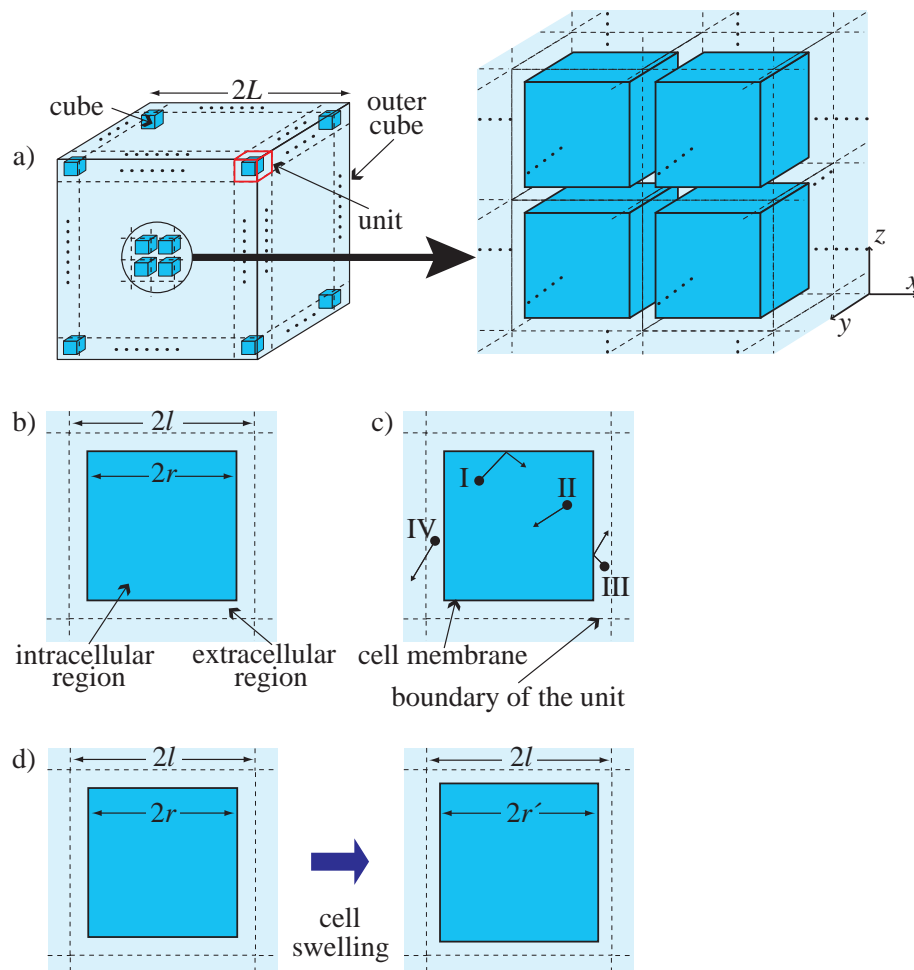 a)
2L
cube
outer
cube
unit
z
x
y
b)
2l
2r
intracellular
region
extracellular
region
c)
I
II
IV
III
cell membrane
boundary of the unit
d)
2l
2r
cell
swelling
2l
2r´